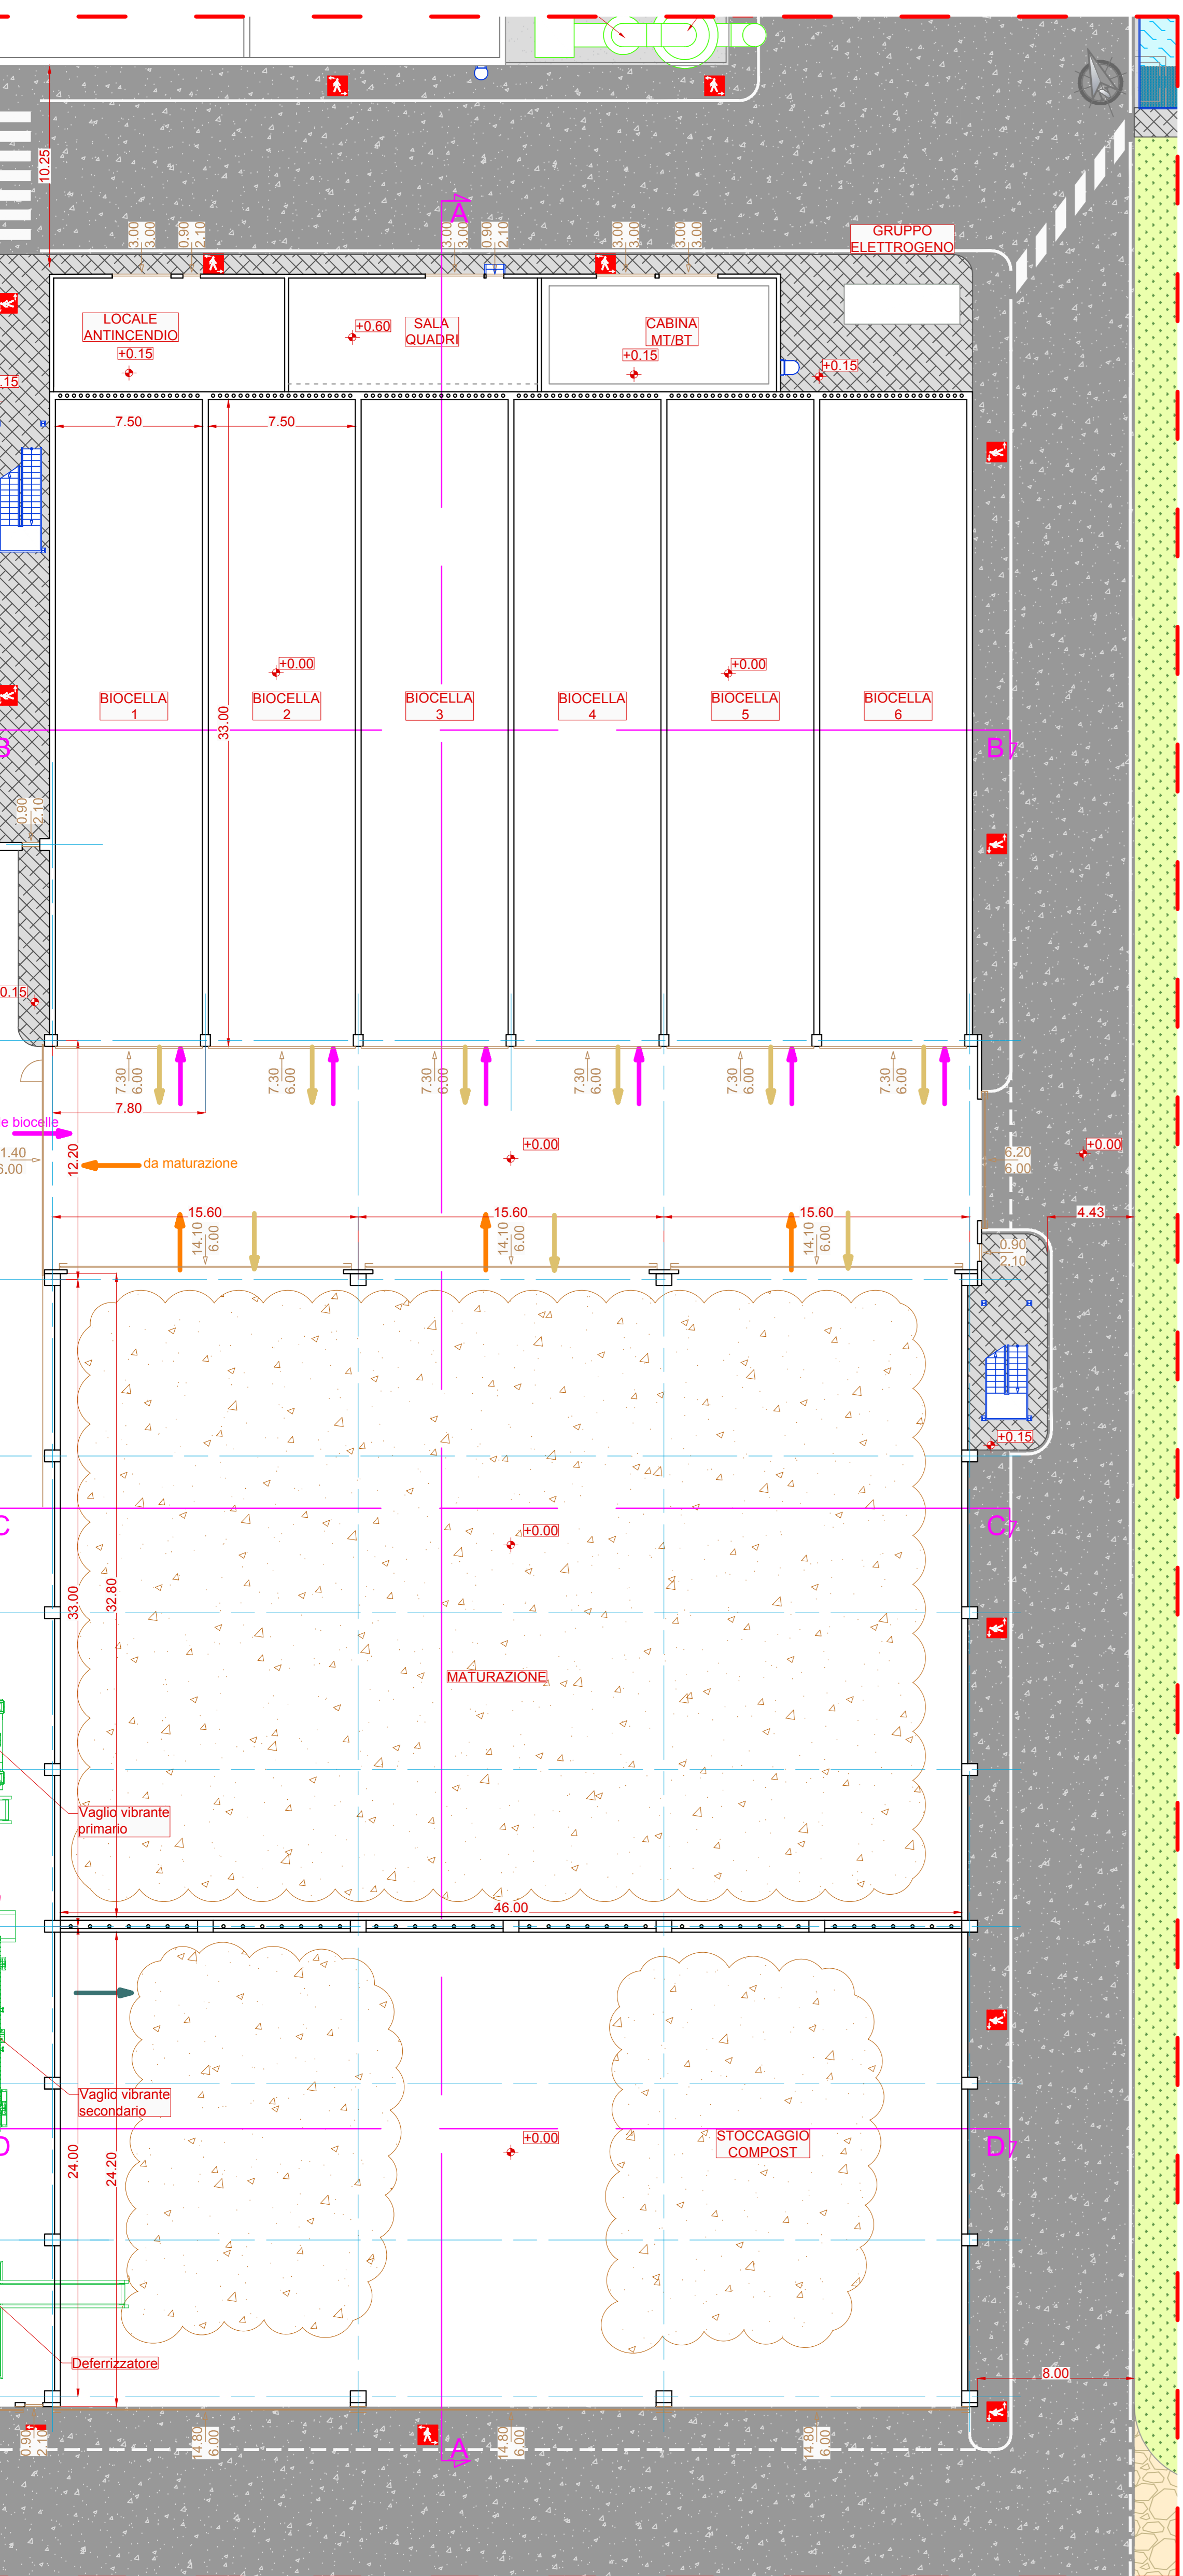 10.25
A
3.00
3.00
0.90
2.10
3.00
3.00
0.90
2.10
3.00
3.00
3.00
3.00
GRUPPO
ELETTROGENO
LOCALE
ANTINCENDIO
+0.15
+0.60
SALA
QUADRI
CABINA
MT/BT
+0.15
+0.15
.15
7.50
7.50
33.00
+0.00
+0.00
BIOCELLA
1
BIOCELLA
2
BIOCELLA
3
BIOCELLA
4
BIOCELLA
5
BIOCELLA
6
B
B
0.90
2.10
0.15
7.30
6.00
7.30
6.00
7.30
6.00
7.30
6.00
7.30
6.00
7.30
6.00
7.80
e biocelle
12.20
1.40
6.00
da maturazione
+0.00
6.20
6.00
+0.00
15.60
15.60
15.60
4.43
14.10
6.00
14.10
6.00
14.10
6.00
0.90
2.10
+0.15
C
C
+0.00
33.00
32.80
MATURAZIONE
Vaglio vibrante
primario
46.00
Vaglio vibrante
secondario
+0.00
STOCCAGGIO
COMPOST
D
D
24.00
24.20
Deferrizzatore
8.00
0.90
2.10
14.80
6.00
A
14.80
6.00
14.80
6.00